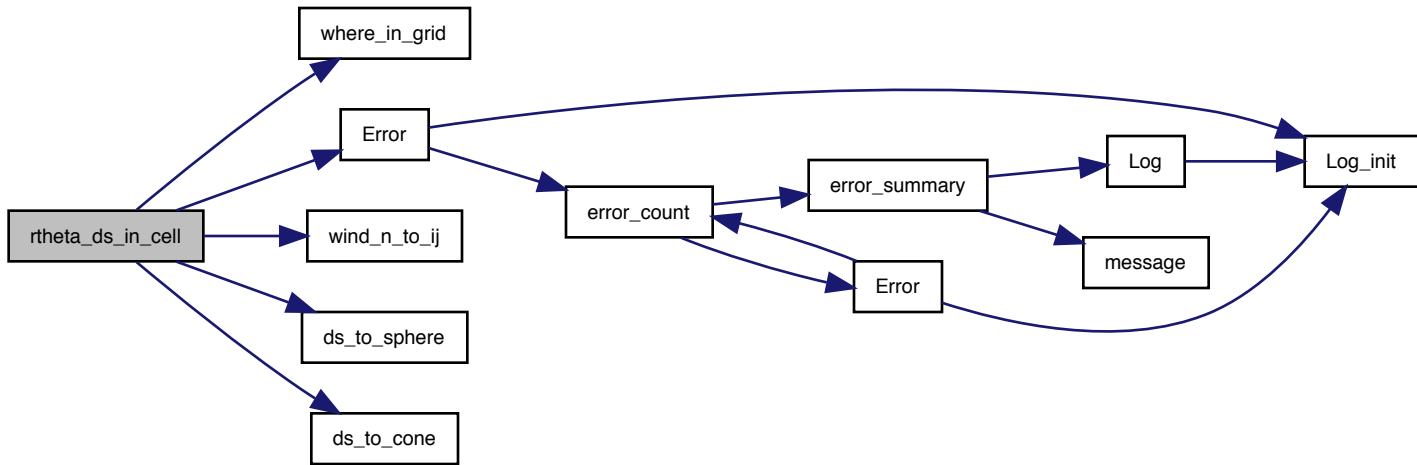 where_in_grid
Error
Log
Log_init
error_summary
error_count
rtheta_ds_in_cell
wind_n_to_ij
message
Error
ds_to_sphere
ds_to_cone